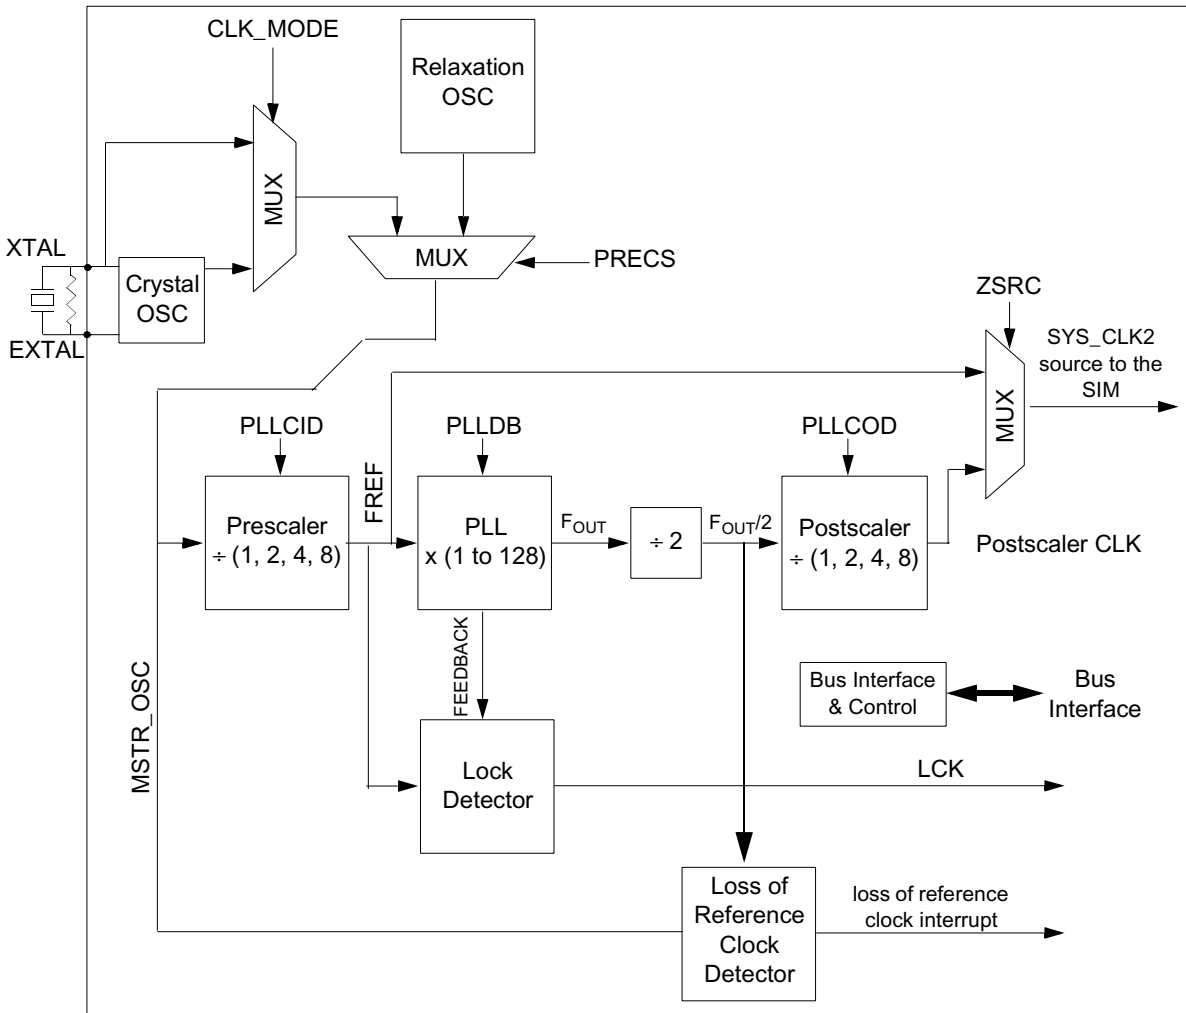 CLK_MODE
Relaxation
OSC
MUX
XTAL
MUX
PRECS
Crystal
OSC
EXTAL
ZSRC
SYS_CLK2
source to the
SIM
MUX
PLLCID
PLLDB
PLLCOD
FREF
Prescaler
÷ (1, 2, 4, 8)
PLL
x (1 to 128)
FOUT
÷ 2
FOUT/2
Postscaler
÷ (1, 2, 4, 8)
Postscaler CLK
FEEDBACK
MSTR_OSC
Bus Interface
& Control
Bus
Interface
Lock
Detector
LCK
Loss of
Reference
Clock
Detector
loss of reference
clock interrupt